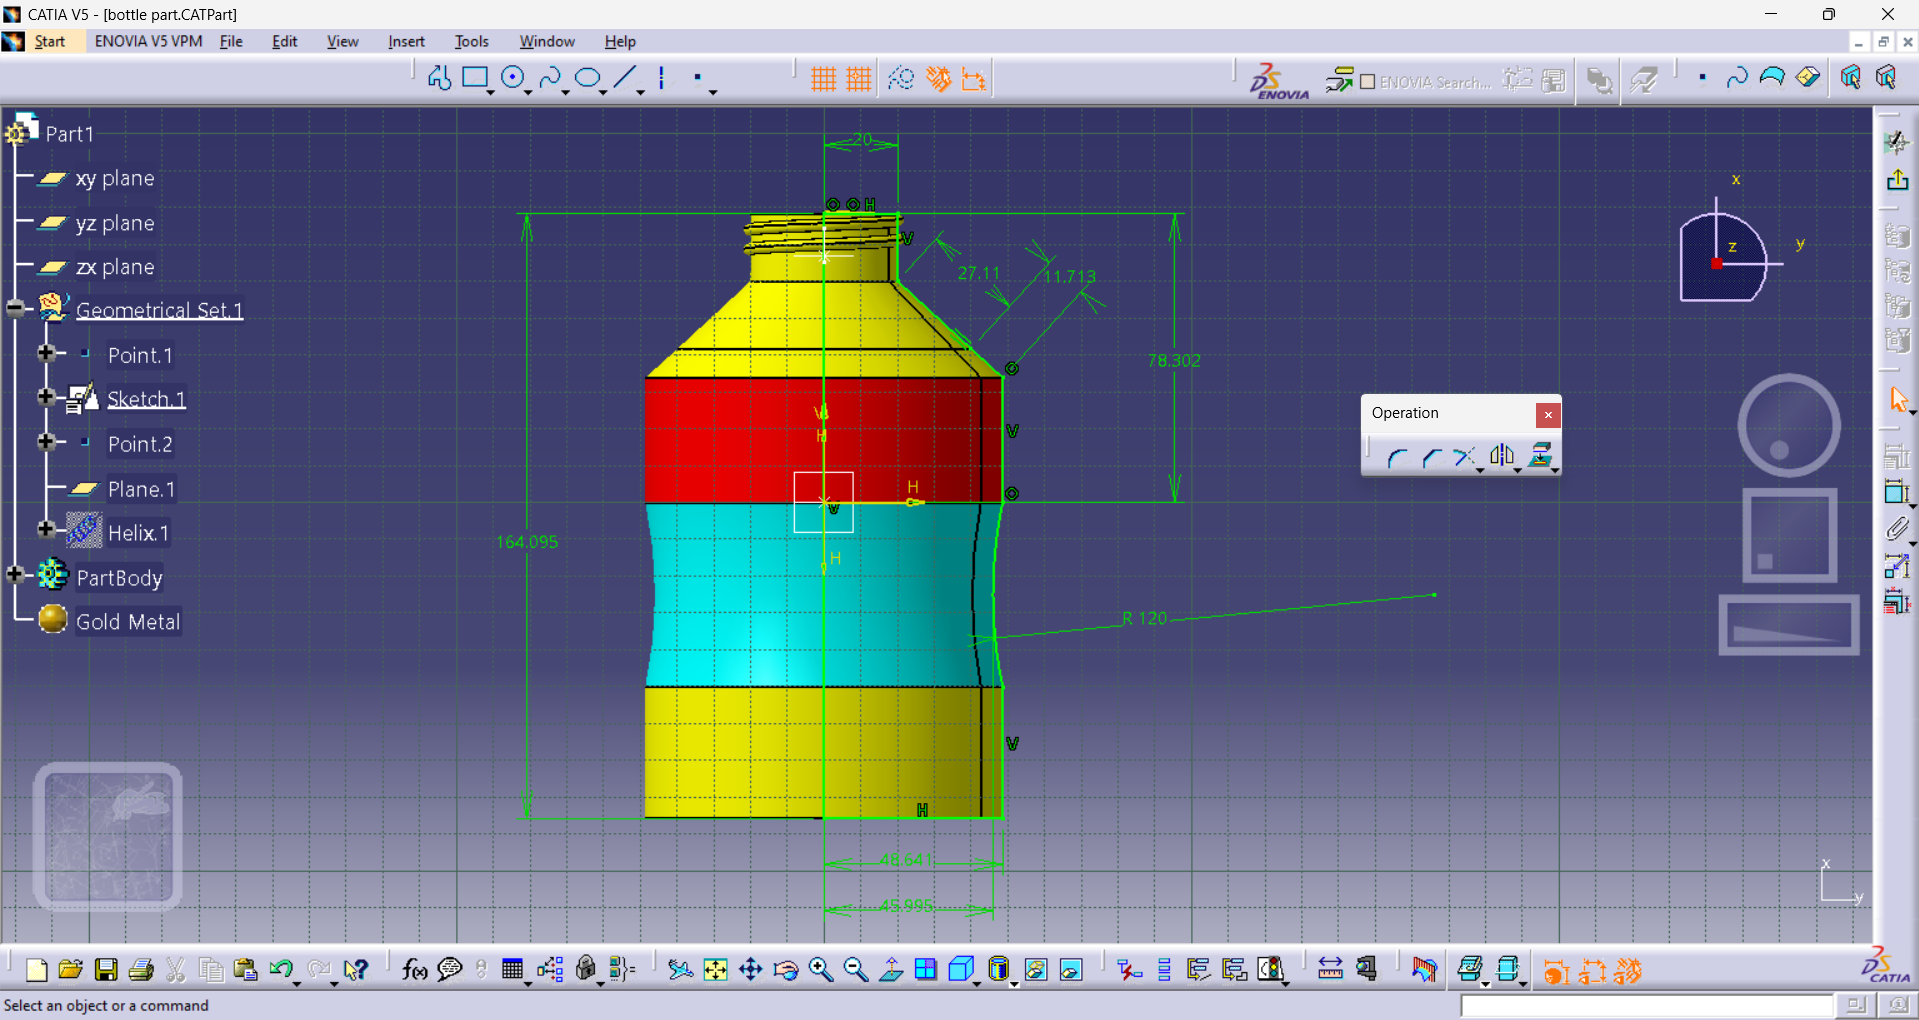 CATIA V5 - [bottle part.CATPart]
Start ENOVIA V5 VPM File Edit View Insert Tools Window Help
ENOVIA
ENOVIA Search...
Part1
xy plane
yz plane
zx plane
Geometrical Set.1
Point.1
Sketch.1
Point.2
Plane.1
Helix.1
PartBody
Gold Metal
20
H
V
27.11
11.713
78.302
V
V
H
H
V
H
164.095
R 120
V
H
48.641
45.995
x
y
z
Operation
x
y
f(x)
CATIA
Select an object or a command